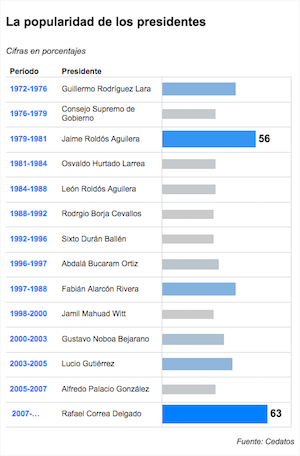 La popularidad de los presidentes
Cifras en porcentajes
Período Presidente
1972-1976 Guillermo Rodríguez Lara
1976-1979 Consejo Supremo de
Gobierno
1979-1981 Jaime Roldós Aguilera 56
1981-1984 Osvaldo Hurtado Larrea
1984-1988 León Roldós Aguilera
1988-1992 Rodrgio Borja Cevallos
1992-1996 Sixto Durán Ballén
1996-1997 Abdalá Bucaram Ortiz
1997-1988 Fabián Alarcón Rivera
1998-2000 Jamil Mahuad Witt
2000-2003 Gustavo Noboa Bejarano
2003-2005 Lucio Gutiérrez
2005-2007 Alfredo Palacio González
2007-... Rafael Correa Delgado 63
Fuente: Cedatos